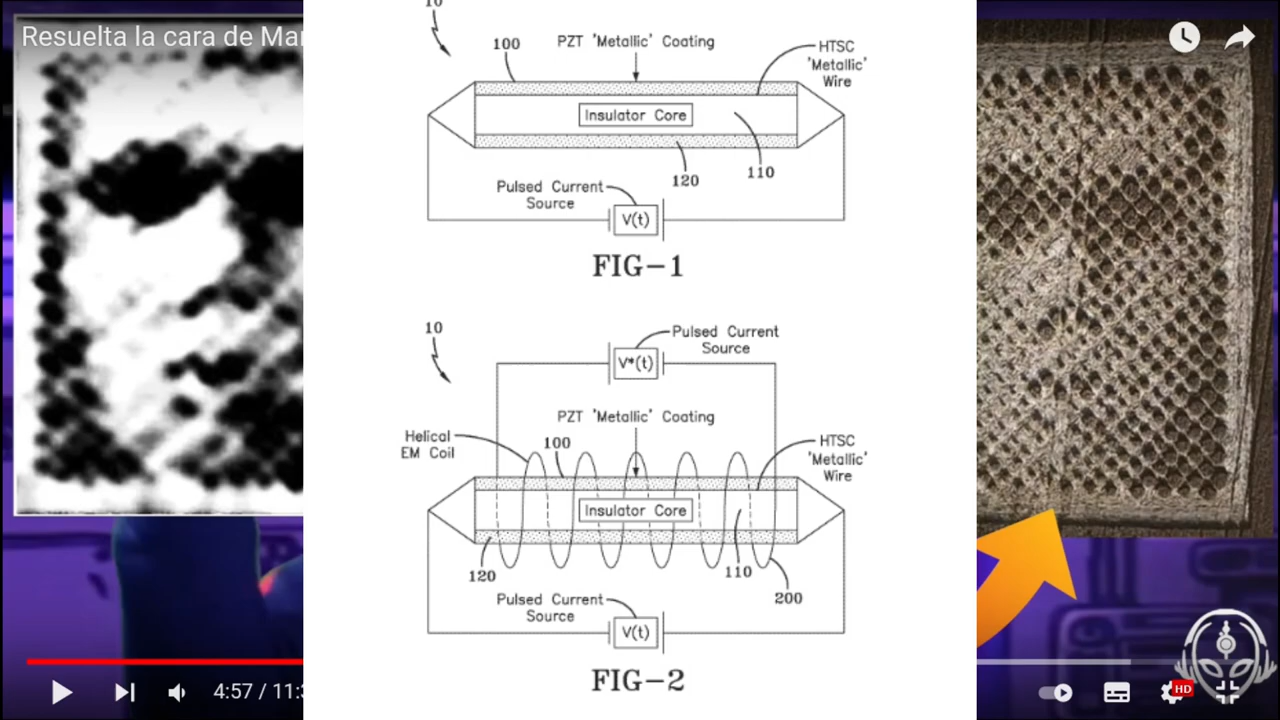 Resuelta la cara de Mar
10
100
PZT 'Metallic' Coating
HTSC
'Metallic'
Wire
Insulator Core
120
110
Pulsed Current
Source
V(t)
FIG-1
10
Pulsed Current
Source
V*(t)
PZT 'Metallic' Coating
Helical
EM Coil
100
HTSC
'Metallic'
Wire
Insulator Core
120
110
200
Pulsed Current
Source
V(t)
FIG-2
4:57 / 11:3
HD